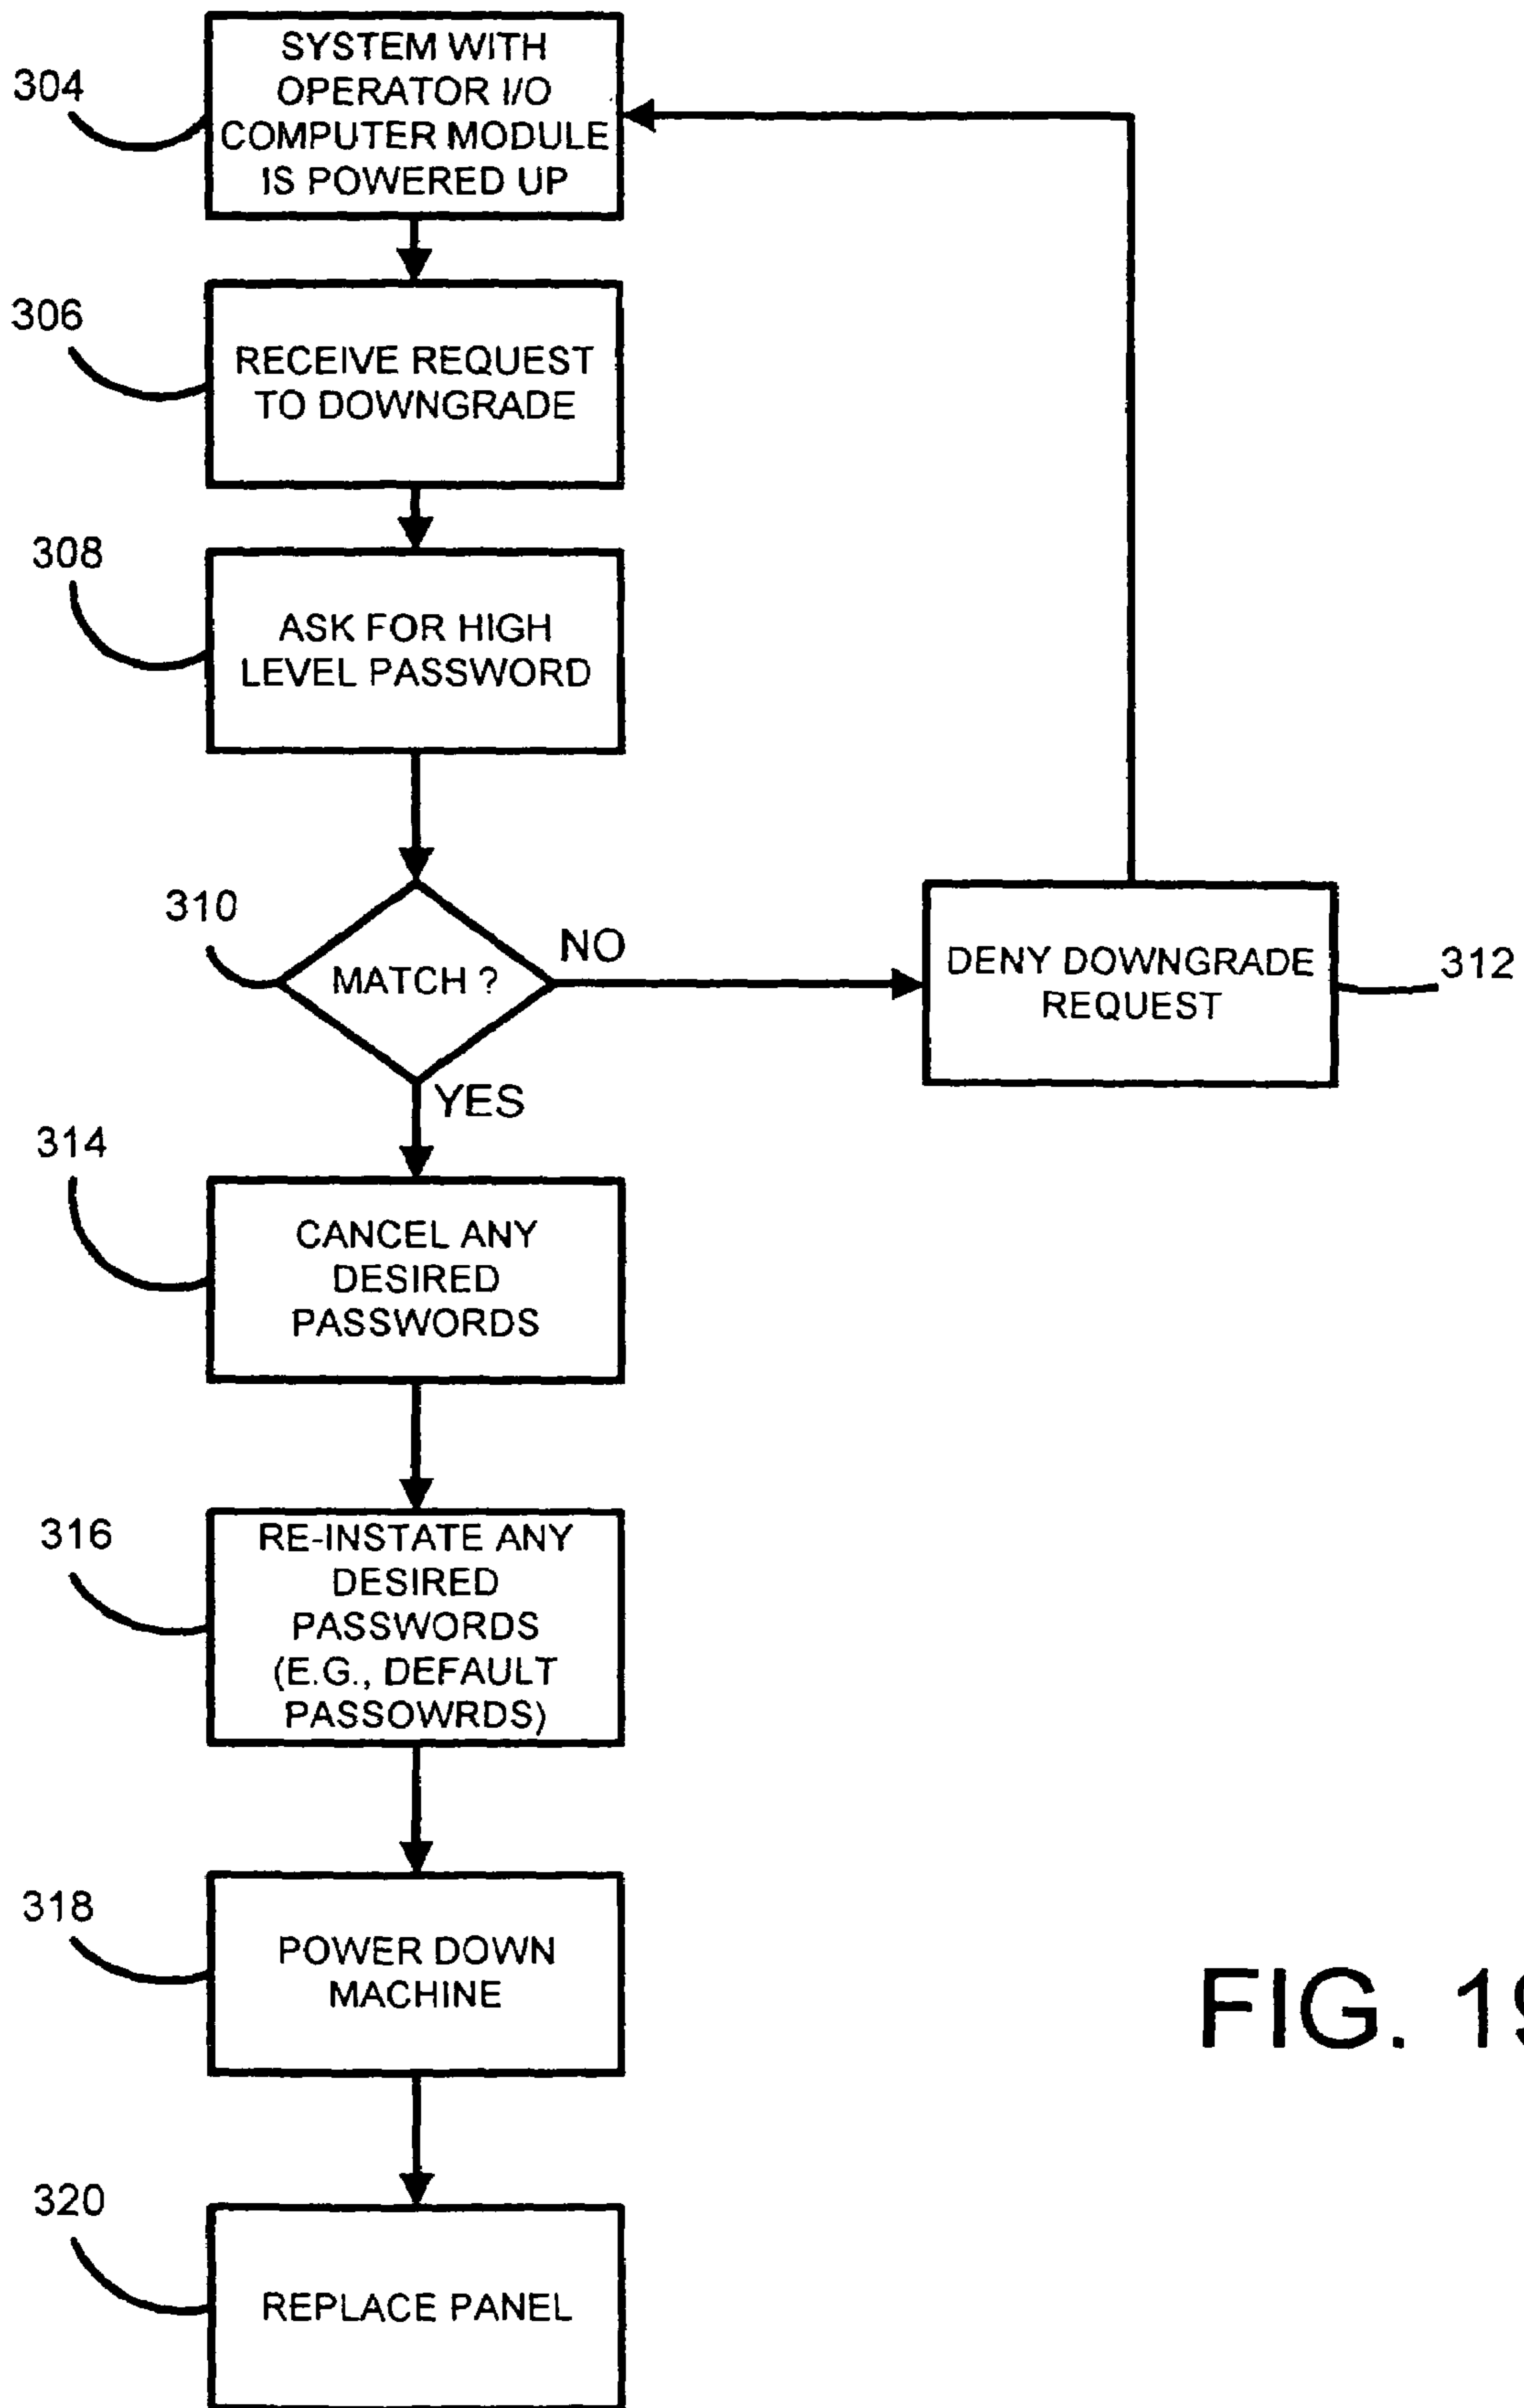 304
SYSTEM WITH
OPERATOR I/O
COMPUTER MODULE
IS POWERED UP
306
RECEIVE REQUEST
TO DOWNGRADE
308
ASK FOR HIGH
LEVEL PASSWORD
310
MATCH ?
NO
DENY DOWNGRADE
REQUEST
312
YES
314
CANCEL ANY
DESIRED
PASSWORDS
316
RE-INSTATE ANY
DESIRED
PASSWORDS
(E.G., DEFAULT
PASSOWRDS)
318
POWER DOWN
MACHINE
320
REPLACE PANEL
FIG. 19